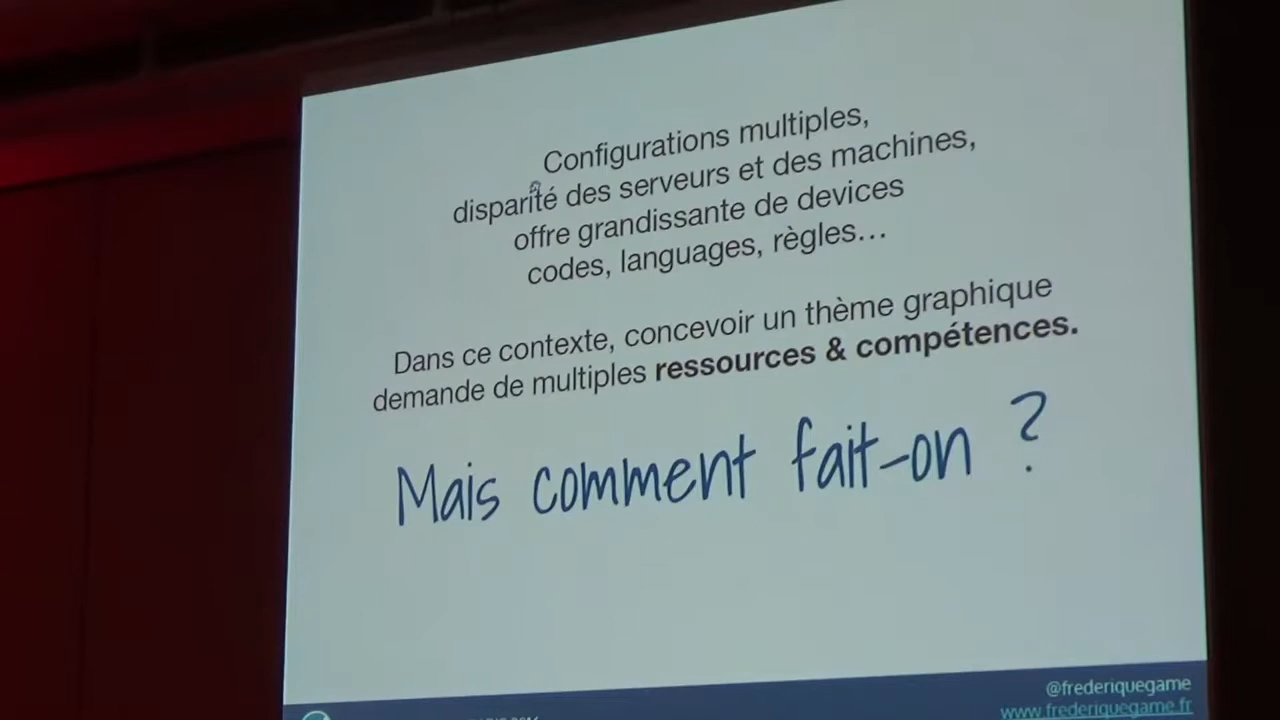 Configurations multiples,
disparité des serveurs et des machines,
offre grandissante de devices
codes, languages, règles...
Dans ce contexte, concevoir un thème graphique
demande de multiples ressources & compétences.
Mais comment fait-on ?
@frederiquegame
www.frederiquegame.fr